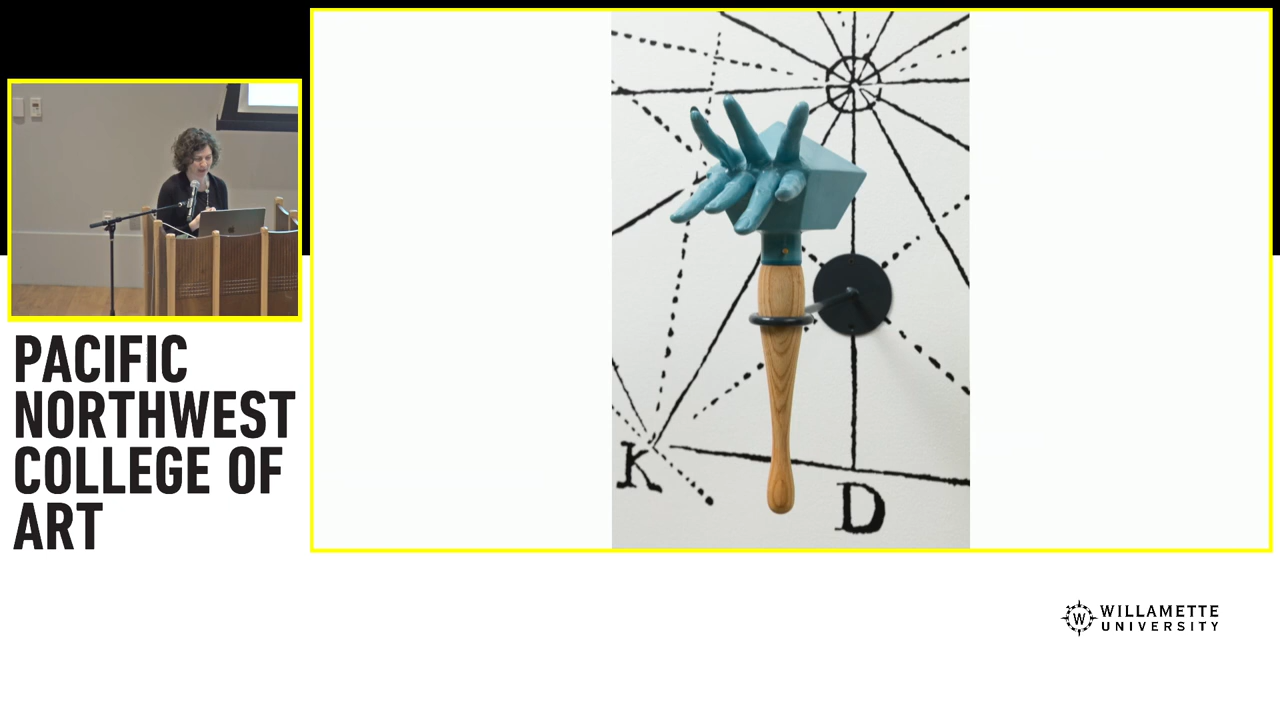 PACIFIC
NORTHWEST
COLLEGE OF
ART
K
D
W
WILLAMETTE
UNIVERSITY